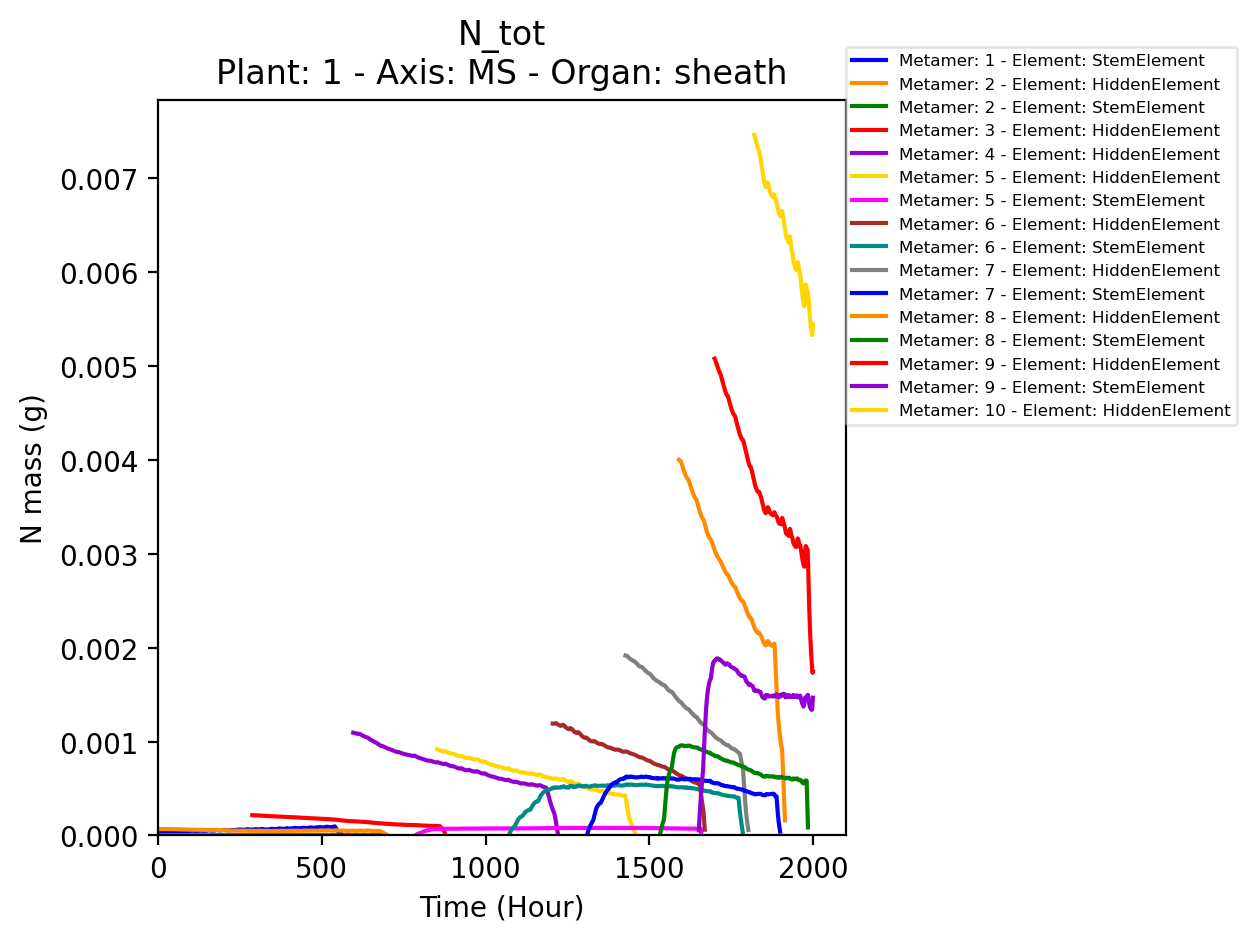 N_tot
Plant: 1 - Axis: MS - Organ: sheath
Metamer: 1 - Element: StemElement
Metamer: 2 - Element: HiddenElement
Metamer: 2 - Element: StemElement
Metamer: 3 - Element: HiddenElement
Metamer: 4 - Element: HiddenElement
Metamer: 5 - Element: HiddenElement
Metamer: 5 - Element: StemElement
Metamer: 6 - Element: HiddenElement
Metamer: 6 - Element: StemElement
Metamer: 7 - Element: HiddenElement
Metamer: 7 - Element: StemElement
Metamer: 8 - Element: HiddenElement
Metamer: 8 - Element: StemElement
Metamer: 9 - Element: HiddenElement
Metamer: 9 - Element: StemElement
Metamer: 10 - Element: HiddenElement
N mass (g)
0.007
0.006
0.005
0.004
0.003
0.002
0.001
0.000
0 500 1000 1500 2000
Time (Hour)